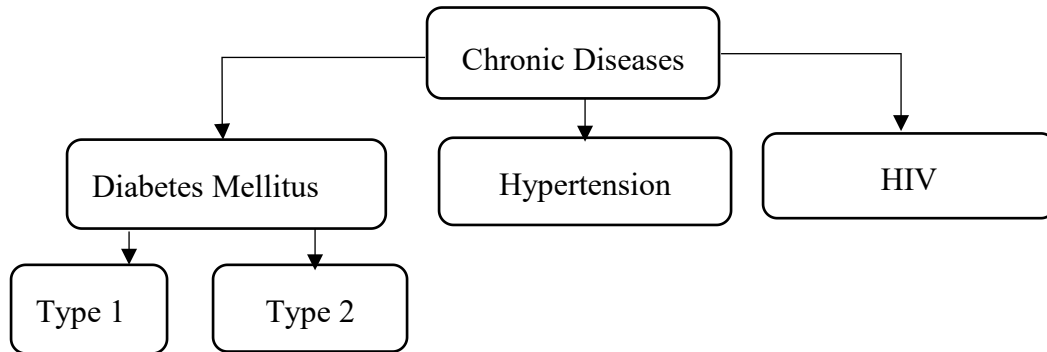 Chronic Diseases
Diabetes Mellitus
Hypertension
HIV
Type 1
Type 2